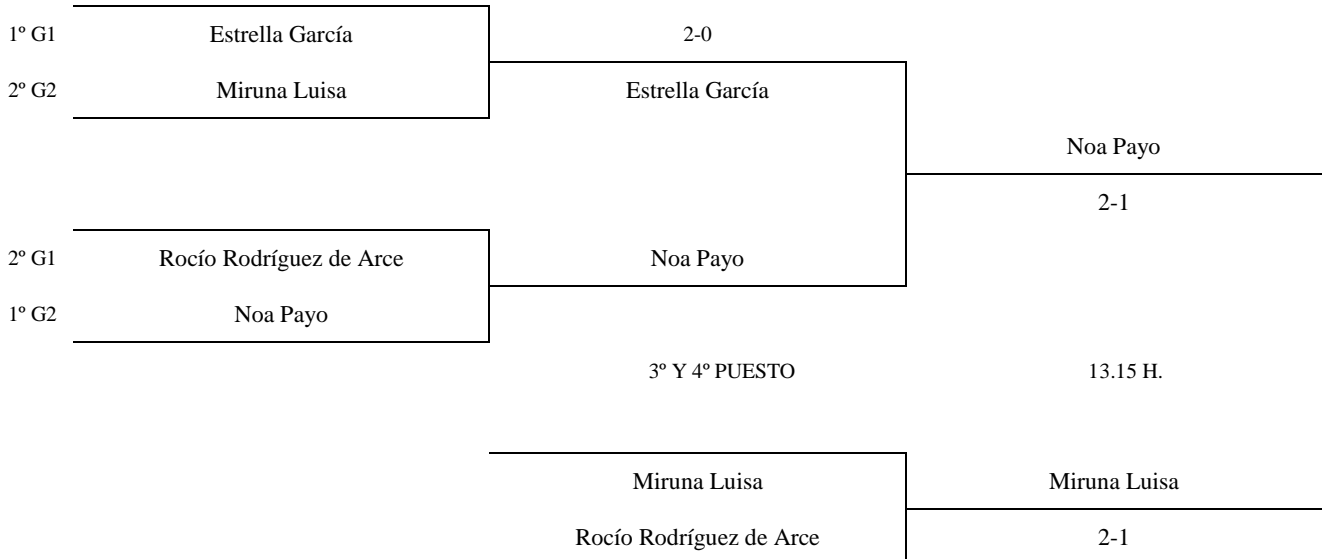 1º G1 Estrella García 2-0
2º G2 Miruna Luisa Estrella García
Noa Payo
2-1
2º G1 Rocío Rodríguez de Arce Noa Payo
1º G2 Noa Payo
3º Y 4º PUESTO 13.15 H.
Miruna Luisa Miruna Luisa
Rocío Rodríguez de Arce 2-1